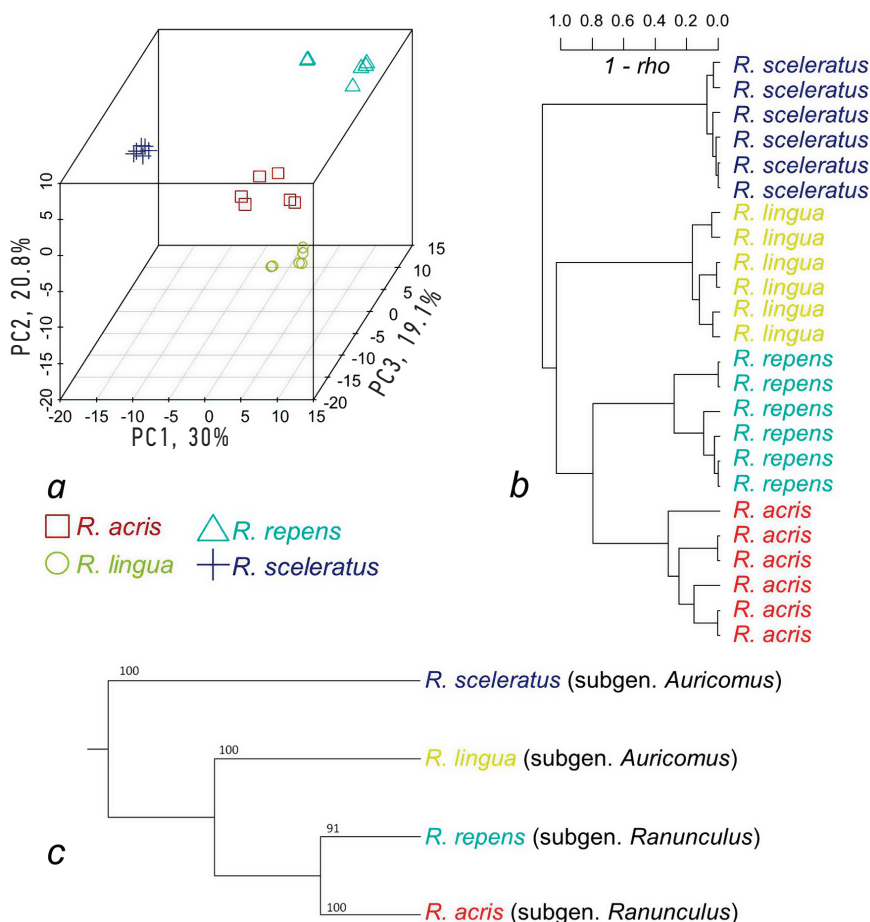 10
5
0
-5
-10
-15
-20
PC2, 20.8%
-20 -15 -10 -5 0 5 10 15
PC1, 30%
15
10
5
0
-5
-10
-15
-20
PC3, 19.1%
a
R. acris
R. repens
R. lingua
R. sceleratus
1.0 0.8 0.6 0.4 0.2 0.0
1 - rho
R. sceleratus
R. sceleratus
R. sceleratus
R. sceleratus
R. sceleratus
R. sceleratus
R. lingua
R. lingua
R. lingua
R. lingua
R. lingua
R. lingua
R. repens
R. repens
R. repens
R. repens
R. repens
R. repens
R. acris
R. acris
R. acris
R. acris
R. acris
R. acris
b
100
R. sceleratus (subgen. Auricomus)
100
R. lingua (subgen. Auricomus)
91
R. repens (subgen. Ranunculus)
100
R. acris (subgen. Ranunculus)
c